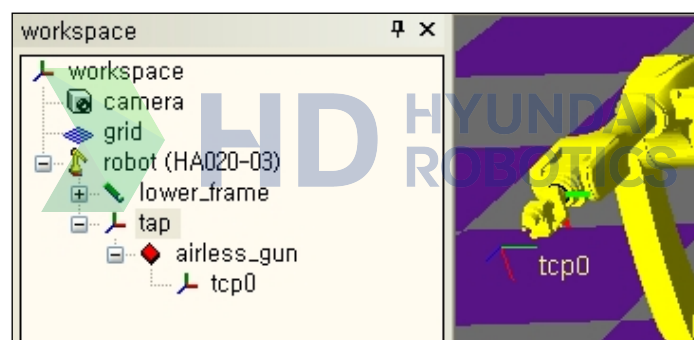 workspace
workspace
camera
grid
robot (HA020-03)
lower_frame
tap
airless_gun
tcp0
tcp0
HD HYUNDAI
ROBOTICS